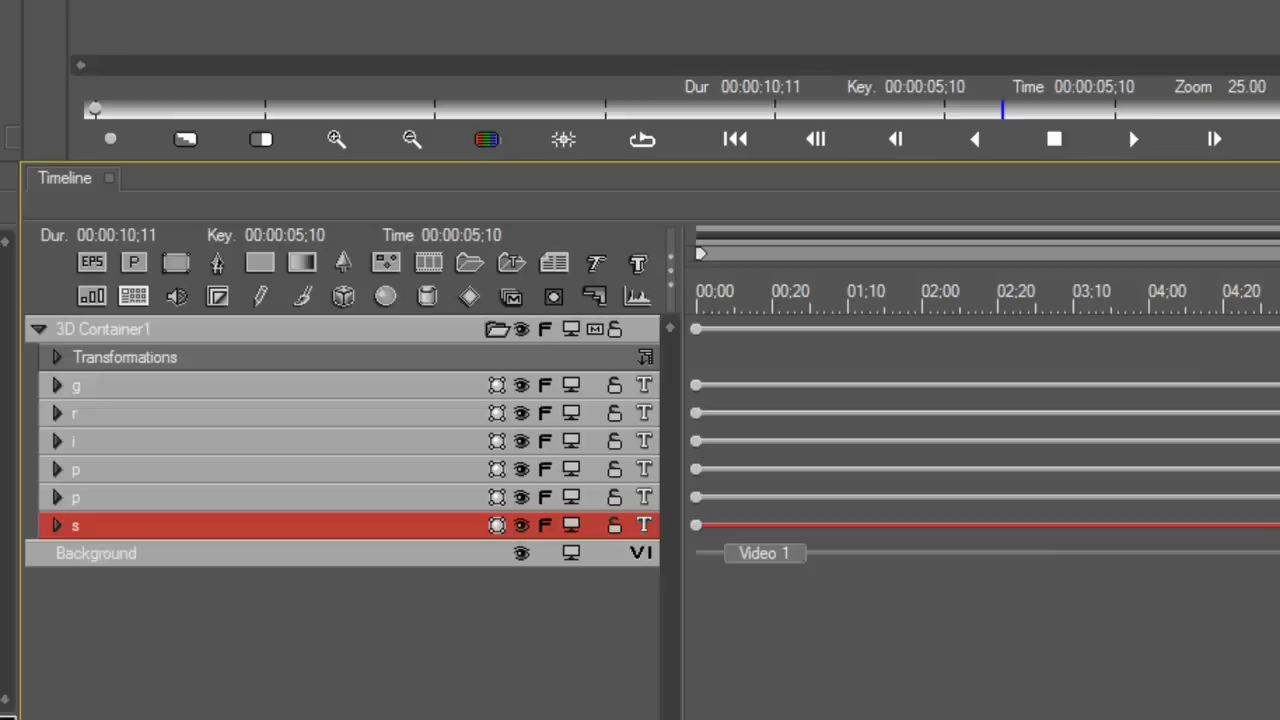 Dur 00:00:10;11 Key. 00:00:05;10 Time 00:00:05;10 Zoom 25.00
Timeline
Dur. 00:00:10;11 Key. 00:00:05;10 Time 00:00:05;10
EPS P T T
00;00 00;20 01;10 02;00 02;20 03;10 04;00 04;20
3D Container1 F M
Transformations
g F T
r F T
i F T
p F T
p F T
s F T
Background V1 Video 1